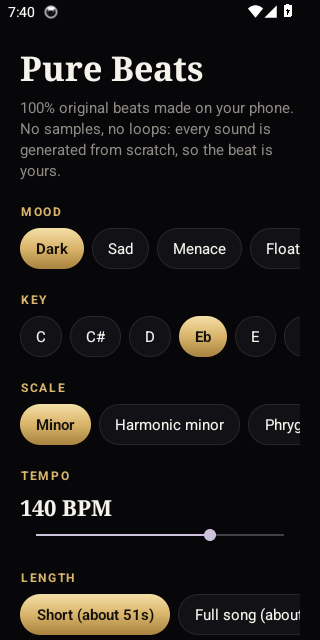 7:40
Pure Beats
100% original beats made on your phone.
No samples, no loops: every sound is
generated from scratch, so the beat is
yours.
MOOD
Dark Sad Menace Float
KEY
C C# D Eb E
SCALE
Minor Harmonic minor Phryg
TEMPO
140 BPM
LENGTH
Short (about 51s) Full song (about